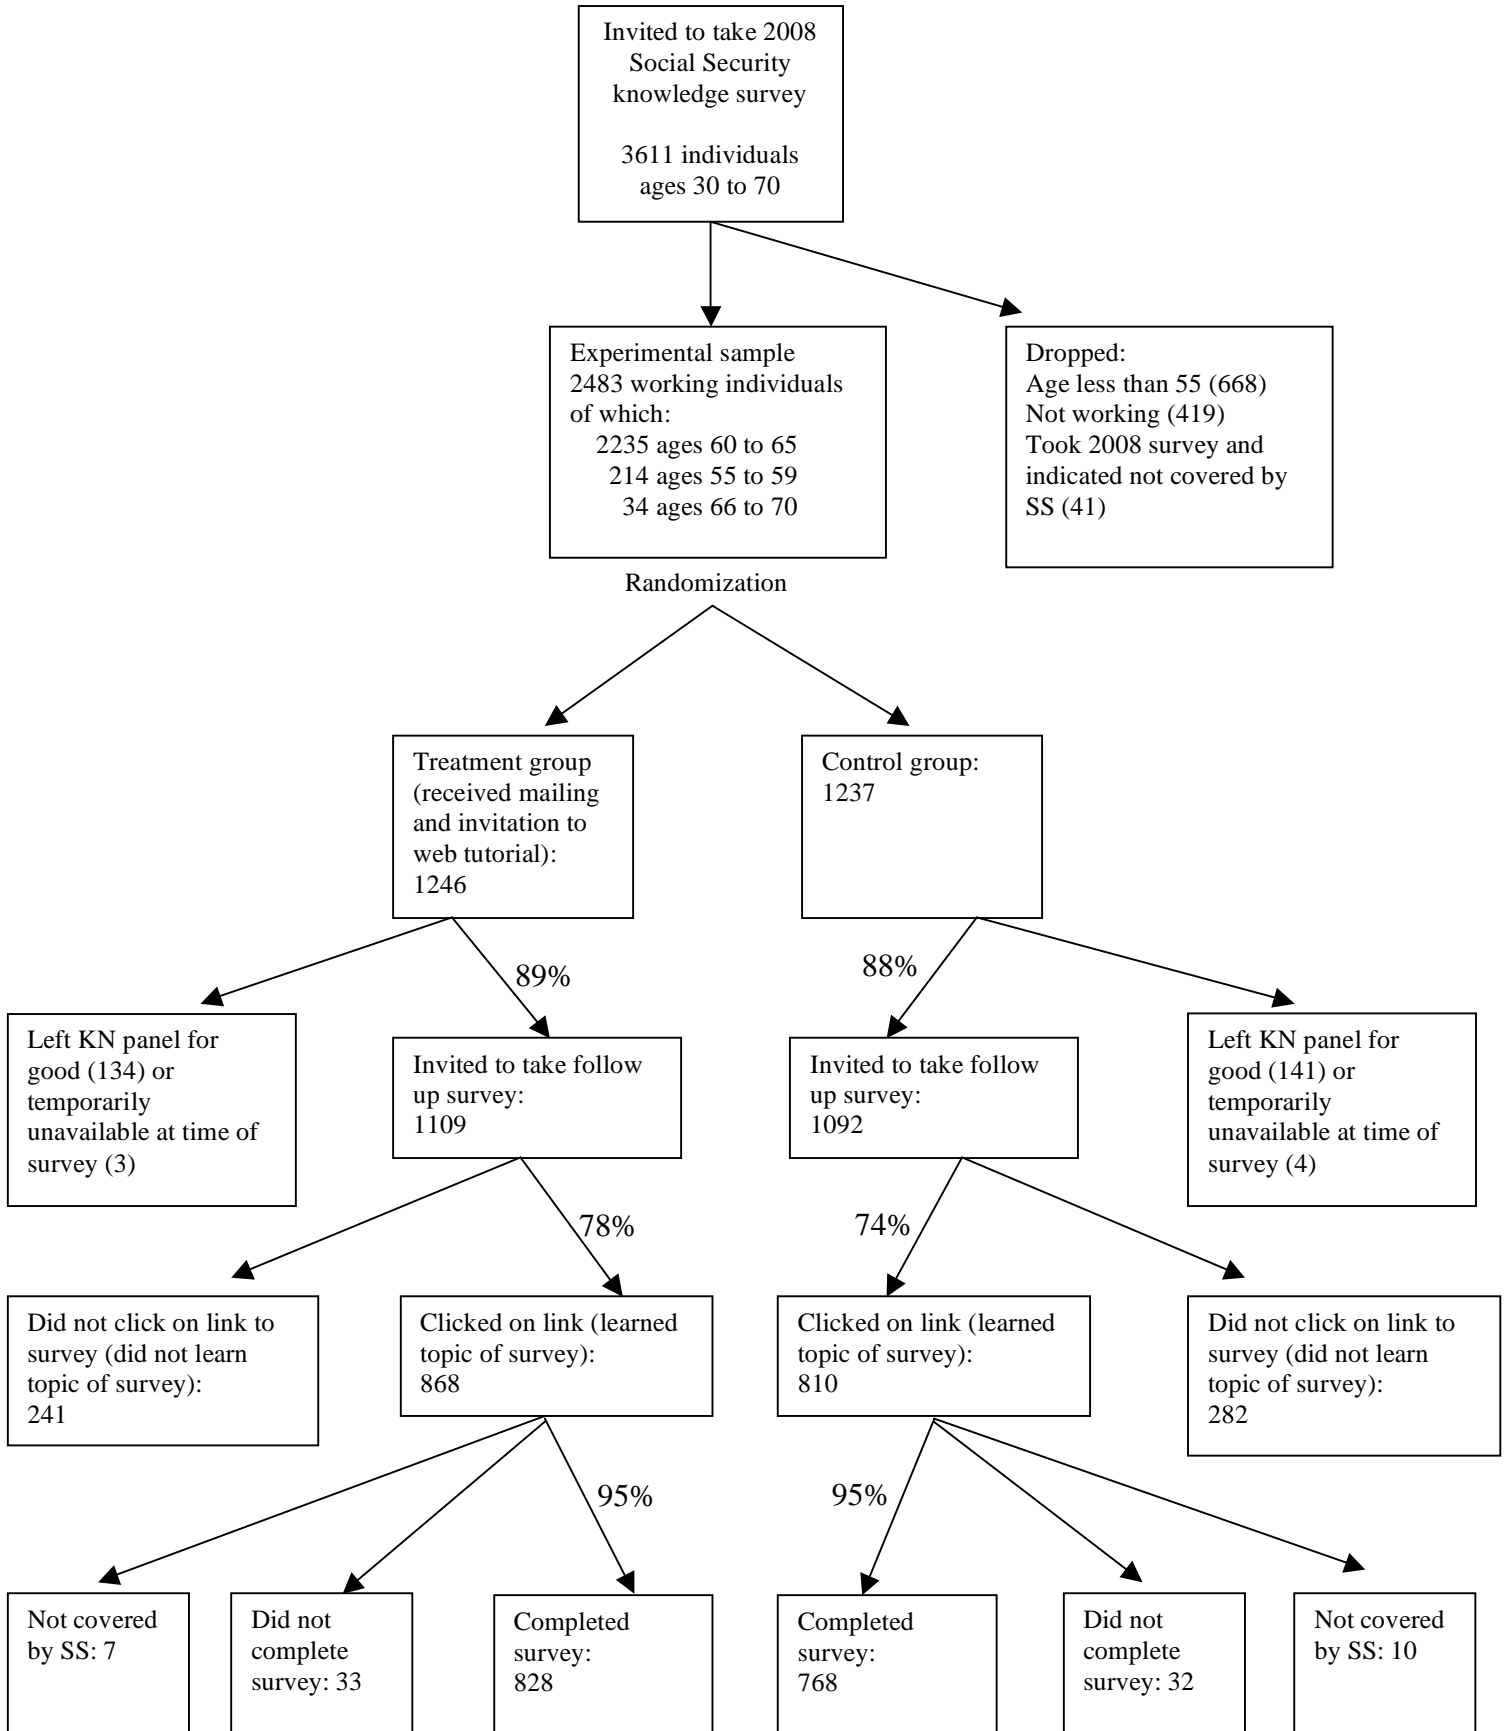 Invited to take 2008
Social Security
knowledge survey
3611 individuals
ages 30 to 70
Experimental sample
2483 working individuals
of which:
2235 ages 60 to 65
214 ages 55 to 59
34 ages 66 to 70
Dropped:
Age less than 55 (668)
Not working (419)
Took 2008 survey and
indicated not covered by
SS (41)
Randomization
Treatment group
(received mailing
and invitation to
web tutorial):
1246
Control group:
1237
89%
88%
Left KN panel for
good (134) or
temporarily
unavailable at time of
survey (3)
Invited to take follow
up survey:
1109
Invited to take follow
up survey:
1092
Left KN panel for
good (141) or
temporarily
unavailable at time of
survey (4)
78%
74%
Did not click on link to
survey (did not learn
topic of survey):
241
Clicked on link (learned
topic of survey):
868
Clicked on link (learned
topic of survey):
810
Did not click on link to
survey (did not learn
topic of survey):
282
95%
95%
Not covered
by SS: 7
Did not
complete
survey: 33
Completed
survey:
828
Completed
survey:
768
Did not
complete
survey: 32
Not covered
by SS: 10